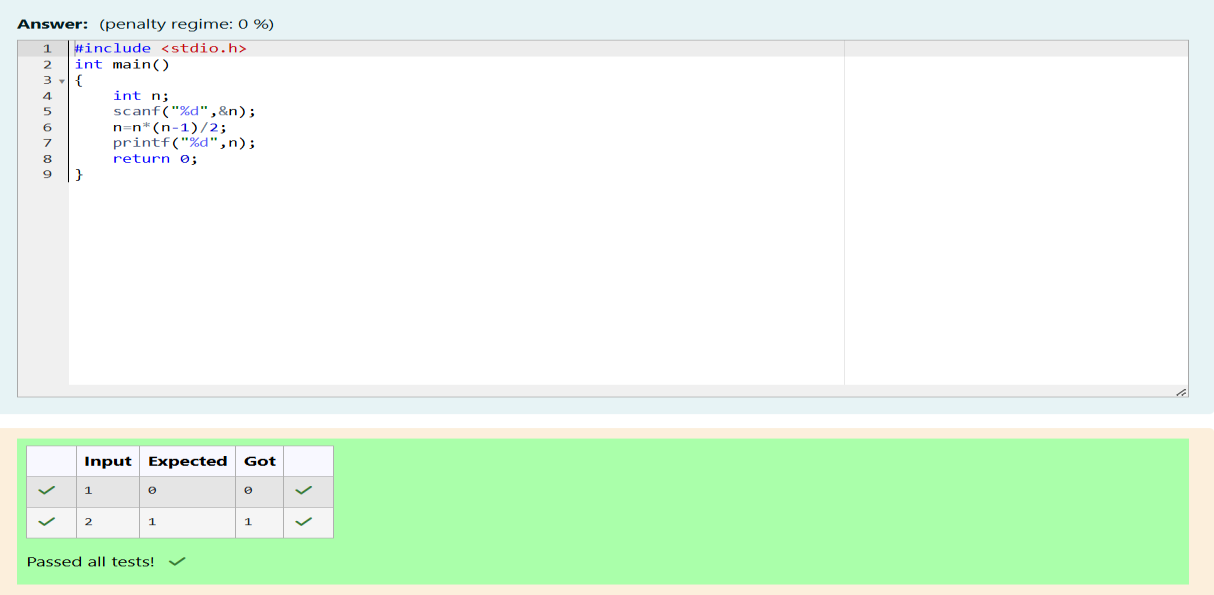 Answer: (penalty regime: 0 %)
1 #include <stdio.h>
2 int main()
3 {
4 int n;
5 scanf("%d",&n);
6 n=n*(n-1)/2;
7 printf("%d",n);
8 return 0;
9 }
Input Expected Got
1 0 0
2 1 1
Passed all tests!